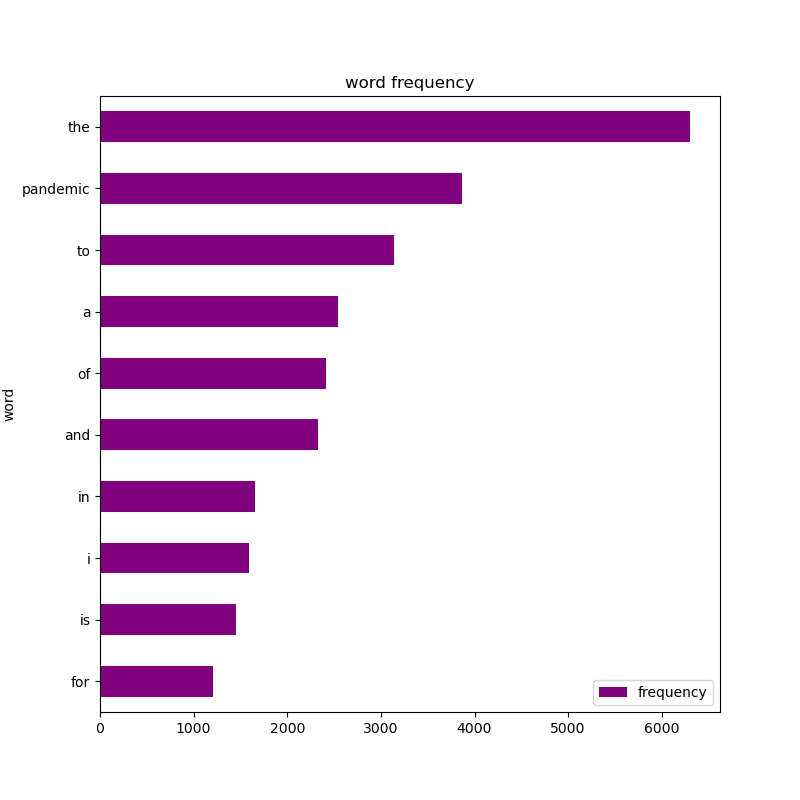 word frequency
the
pandemic
to
a
of
and
in
i
is
for
word
frequency
0 1000 2000 3000 4000 5000 6000